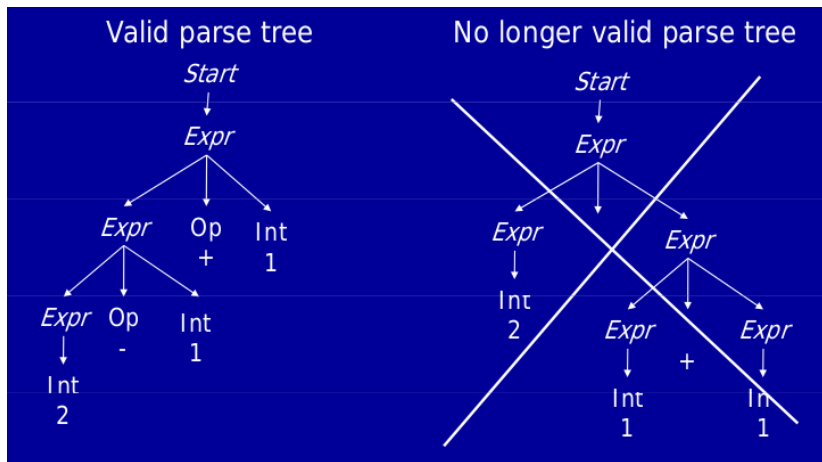 Valid parse tree
Start
Expr
Expr Op Int
+ 1
Expr Op Int
- 1
Int
2
No longer valid parse tree
Start
Expr
Expr Expr
Int
2
Expr + Expr
Int In
1 1